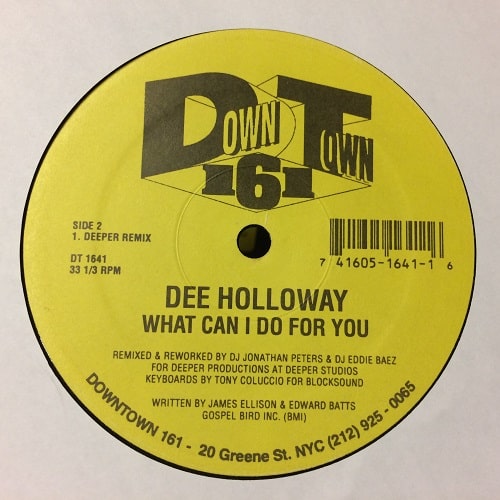 DOWN TOWN
161
SIDE 2
1. DEEPER REMIX
DT 1641
33 1/3 RPM
7 41605-1641-1 6
DEE HOLLOWAY
WHAT CAN I DO FOR YOU
REMIXED & REWORKED BY DJ JONATHAN PETERS & DJ EDDIE BAEZ
FOR DEEPER PRODUCTIONS AT DEEPER STUDIOS
KEYBOARDS BY TONY COLUCCIO FOR BLOCKSOUND
WRITTEN BY JAMES ELLISON & EDWARD BATTS
GOSPEL BIRD INC. (BMI)
DOWNTOWN 161 - 20 Greene St. NYC (212) 925 - 0065